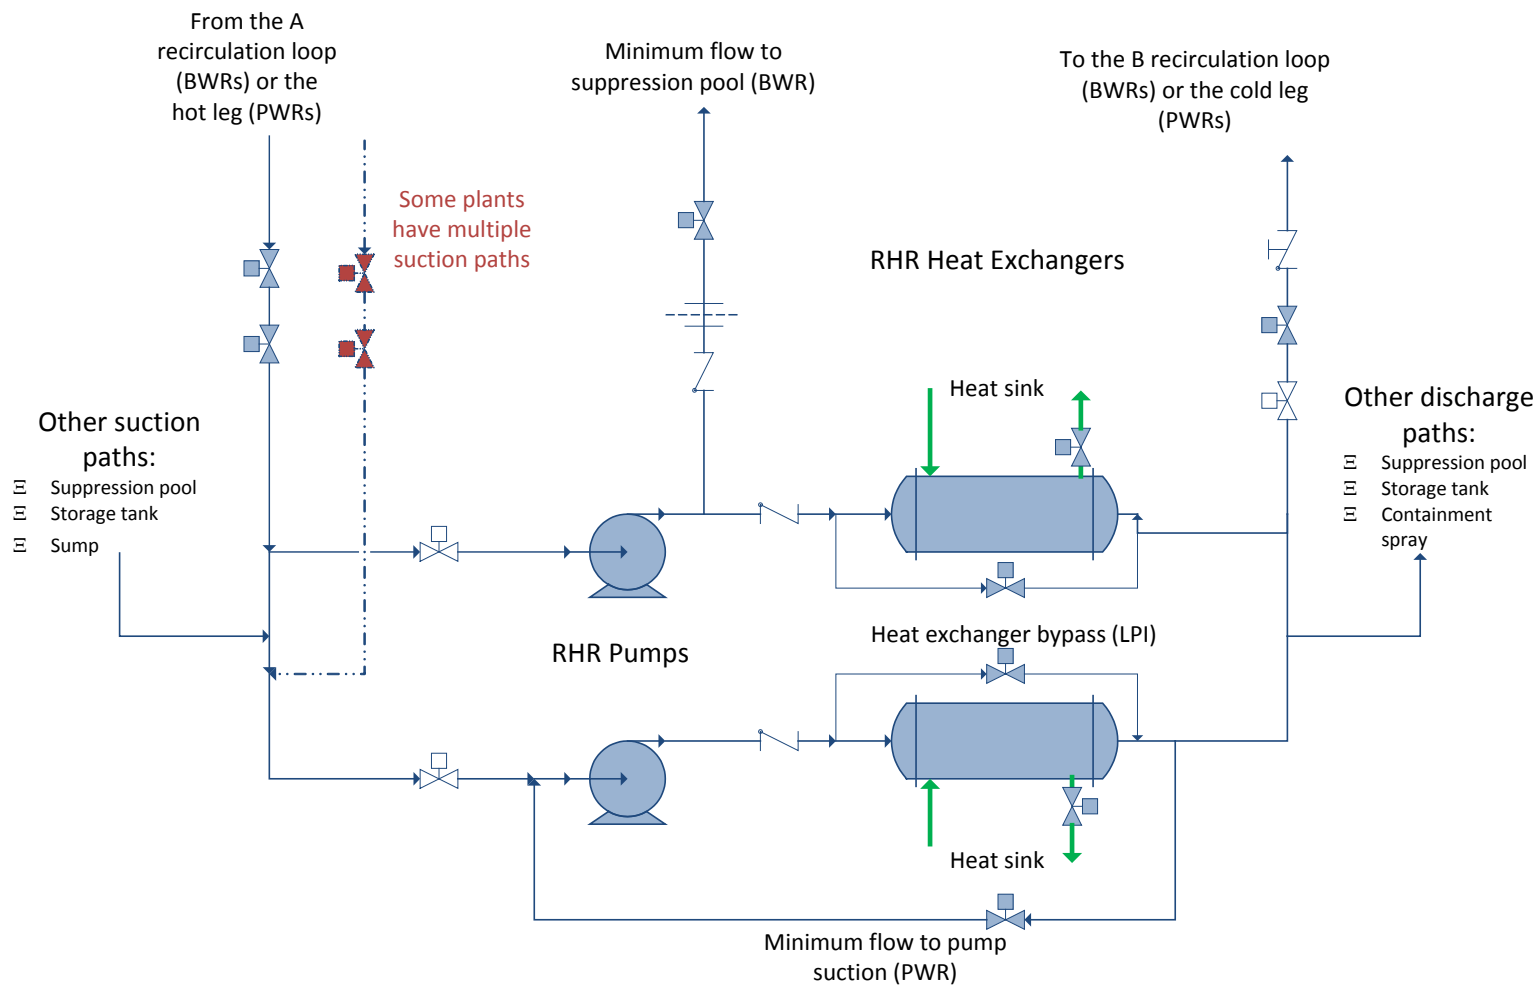 From the A
recirculation loop
(BWRs) or the
hot leg (PWRs)
Minimum flow to
suppression pool (BWR)
To the B recirculation loop
(BWRs) or the cold leg
(PWRs)
Some plants
have multiple
suction paths
RHR Heat Exchangers
Heat sink
Other suction
paths:
Ξ Suppression pool
Ξ Storage tank
Ξ Sump
Other discharge
paths:
Ξ Suppression pool
Ξ Storage tank
Ξ Containment
spray
Heat exchanger bypass (LPI)
RHR Pumps
Heat sink
Minimum flow to pump
suction (PWR)